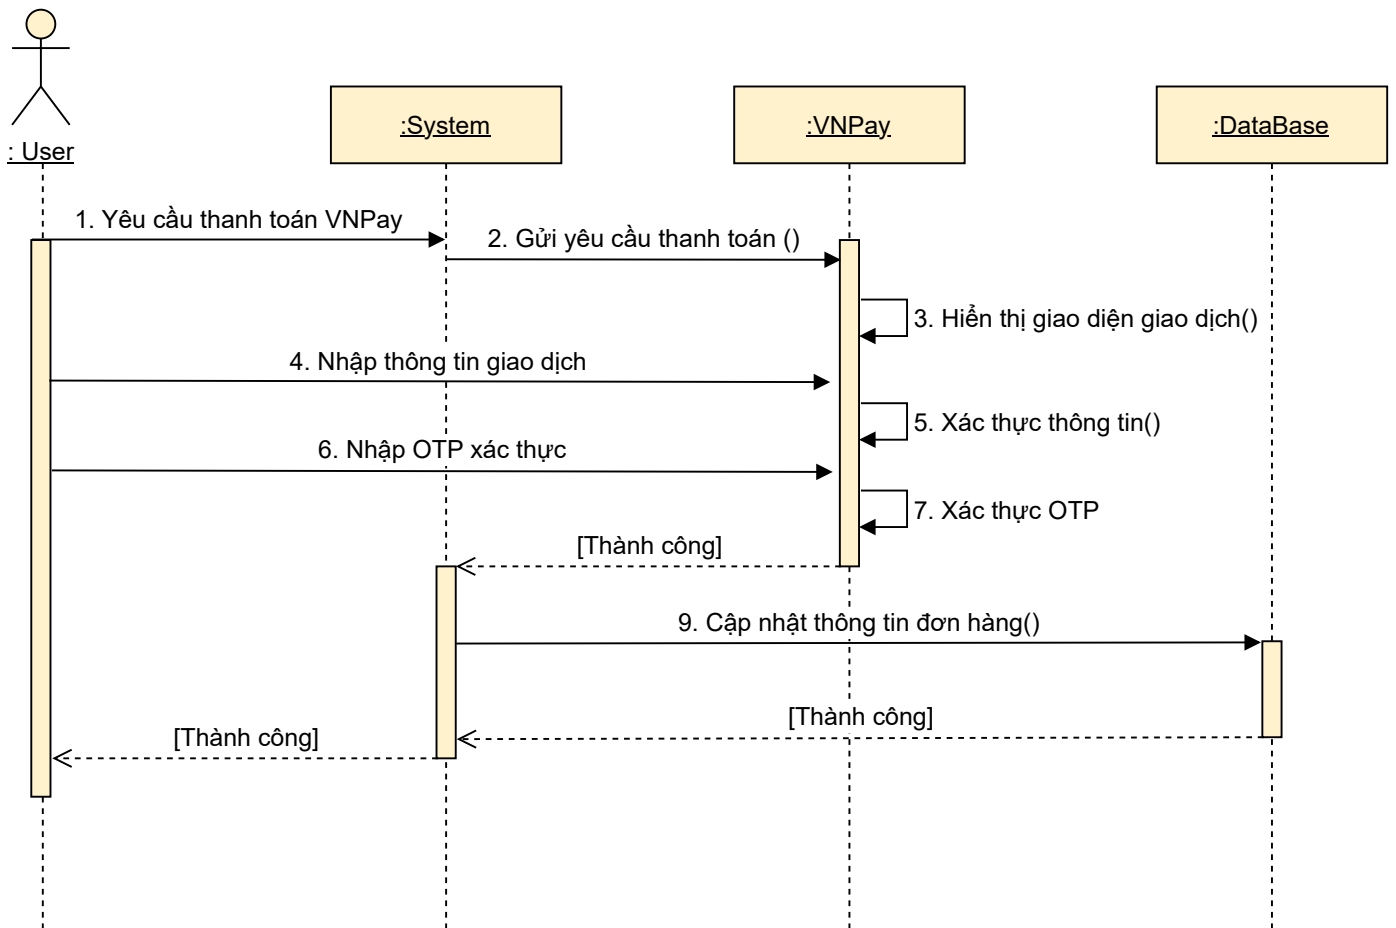 : User
:System
:VNPay
:DataBase
1. Yêu cầu thanh toán VNPay
2. Gửi yêu cầu thanh toán ()
3. Hiển thị giao diện giao dịch()
4. Nhập thông tin giao dịch
5. Xác thực thông tin()
6. Nhập OTP xác thực
7. Xác thực OTP
[Thành công]
9. Cập nhật thông tin đơn hàng()
[Thành công]
[Thành công]